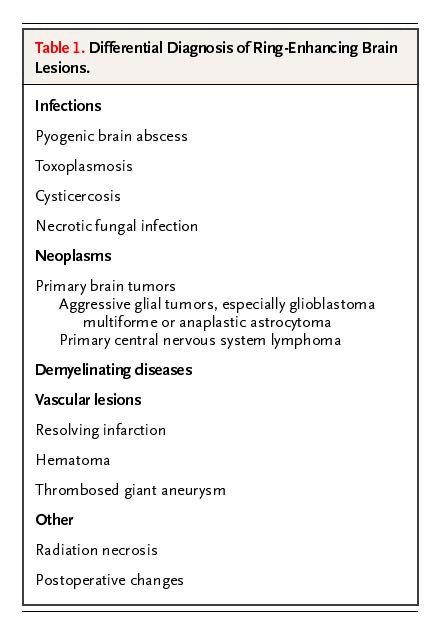 Table 1. Differential Diagnosis of Ring-Enhancing Brain
Lesions.
Infections
Pyogenic brain abscess
Toxoplasmosis
Cysticercosis
Necrotic fungal infection
Neoplasms
Primary brain tumors
Aggressive glial tumors, especially glioblastoma
multiforme or anaplastic astrocytoma
Primary central nervous system lymphoma
Demyelinating diseases
Vascular lesions
Resolving infarction
Hematoma
Thrombosed giant aneurysm
Other
Radiation necrosis
Postoperative changes